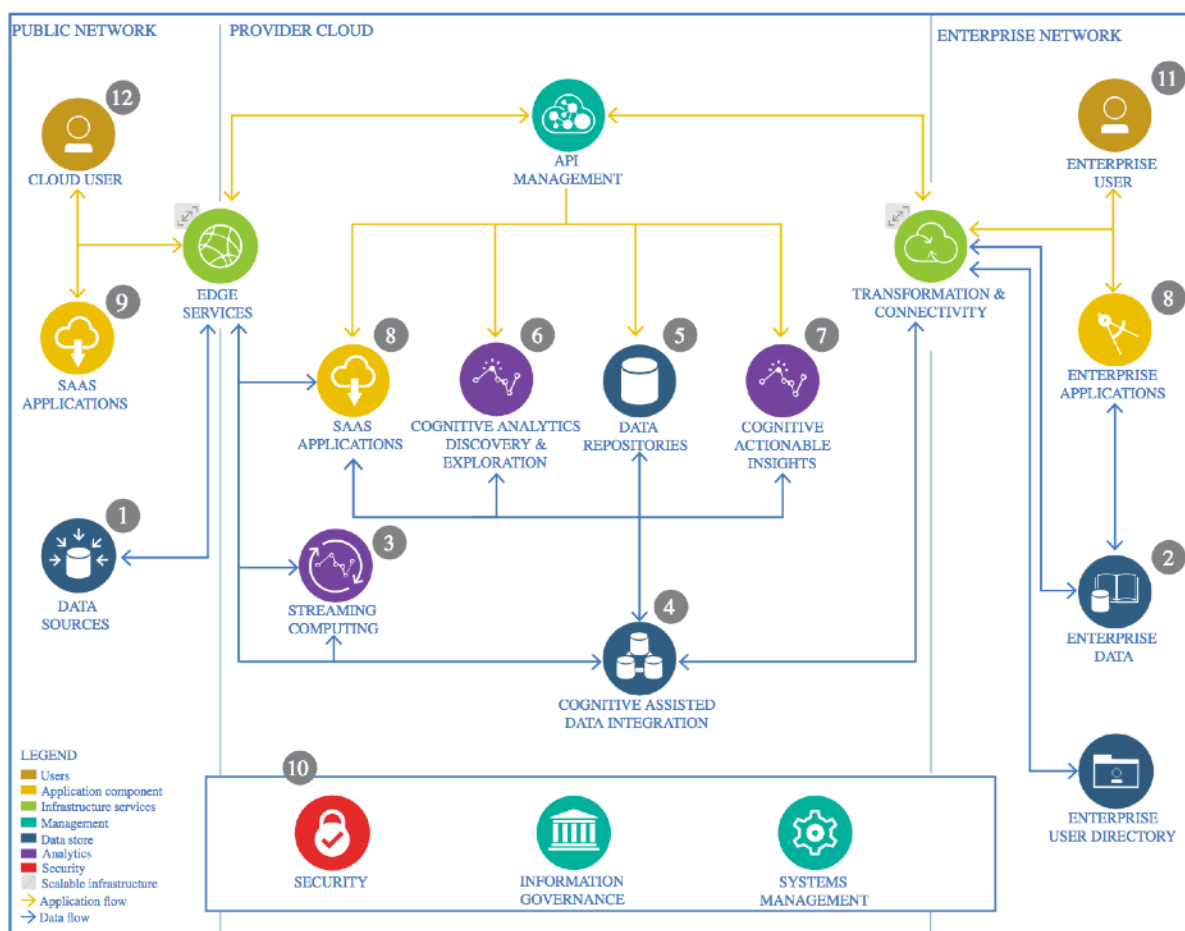 PUBLIC NETWORK
PROVIDER CLOUD
ENTERPRISE NETWORK
12
CLOUD USER
API
MANAGEMENT
11
ENTERPRISE
USER
EDGE
SERVICES
TRANSFORMATION &
CONNECTIVITY
9
SAAS
APPLICATIONS
8
SAAS
APPLICATIONS
6
COGNITIVE ANALYTICS
DISCOVERY &
EXPLORATION
5
DATA
REPOSITORIES
7
COGNITIVE
ACTIONABLE
INSIGHTS
8
ENTERPRISE
APPLICATIONS
1
DATA
SOURCES
3
STREAMING
COMPUTING
4
COGNITIVE ASSISTED
DATA INTEGRATION
2
ENTERPRISE
DATA
ENTERPRISE
USER DIRECTORY
LEGEND
Users
Application component
Infrastructure services
Management
Data store
Analytics
Security
Scalable infrastructure
Application flow
Data flow
10
SECURITY
INFORMATION
GOVERNANCE
SYSTEMS
MANAGEMENT